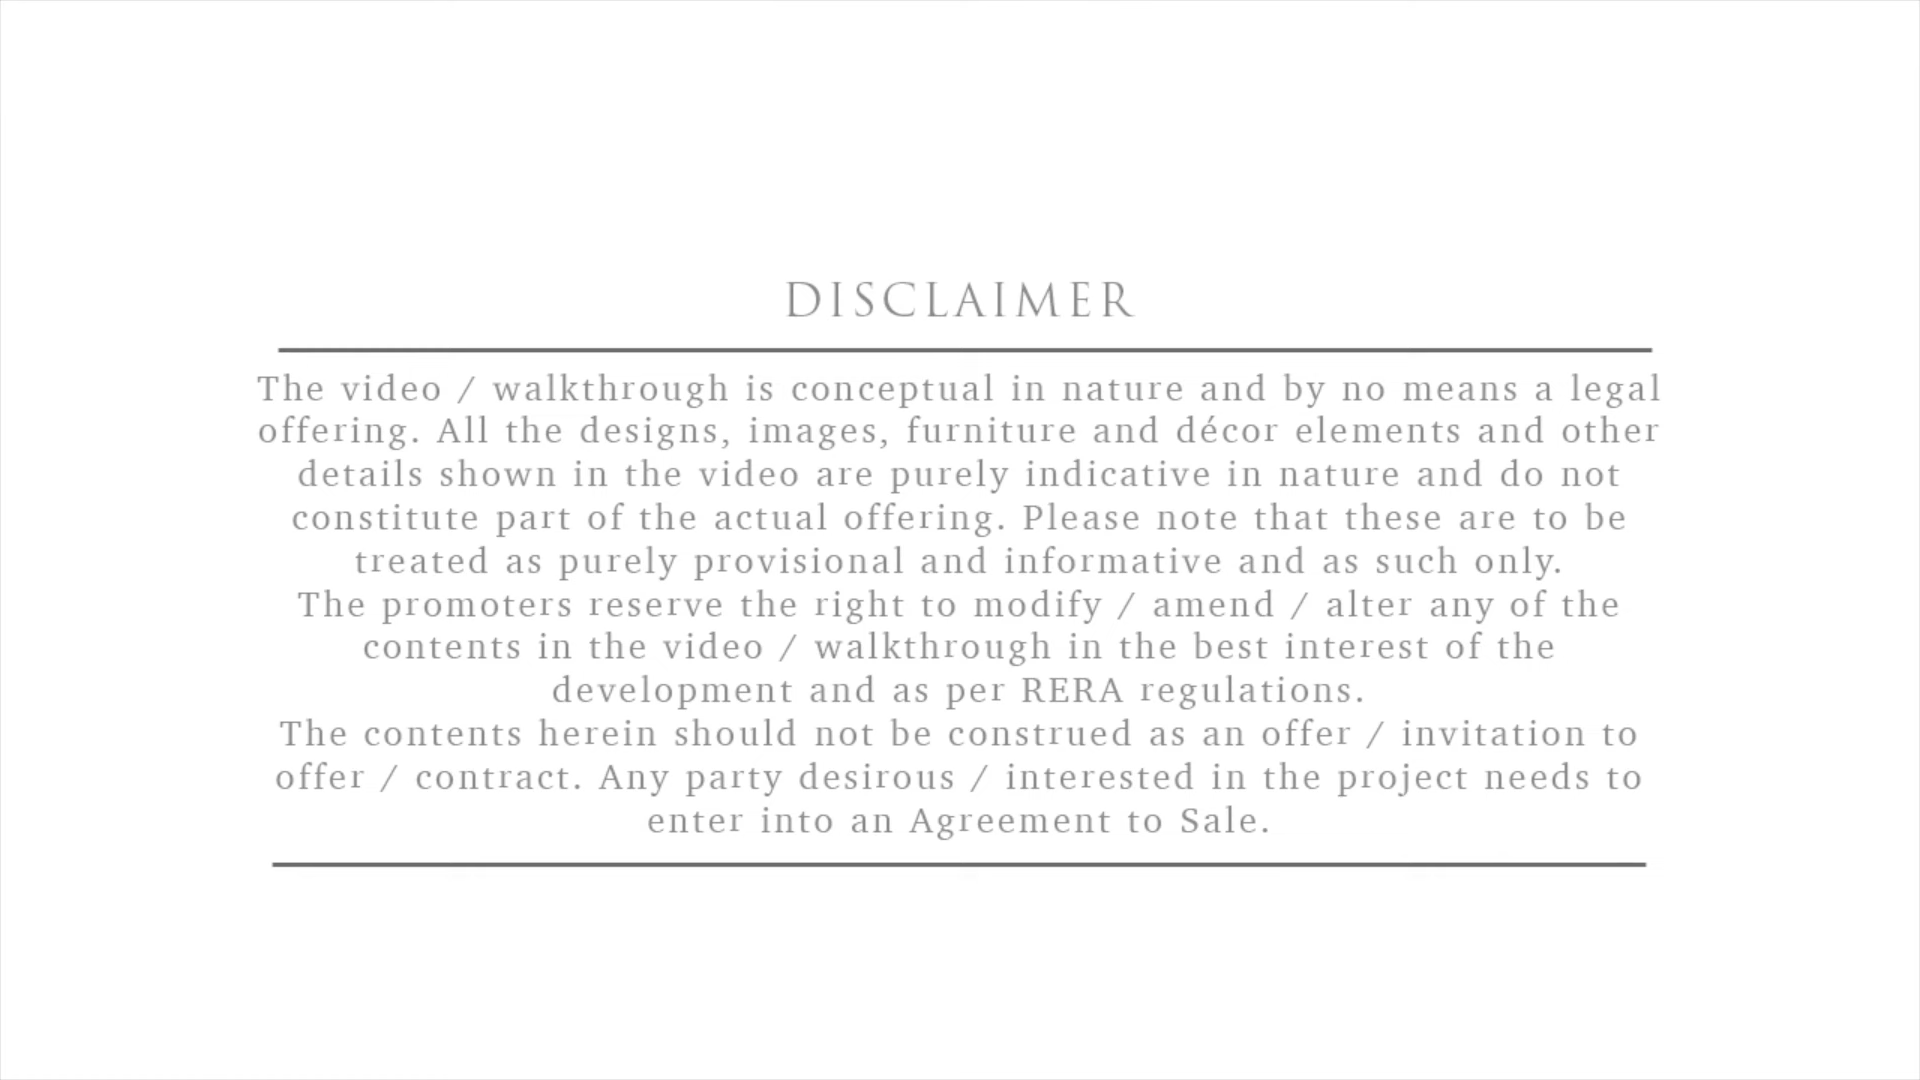 DISCLAIMER
The video / walkthrough is conceptual in nature and by no means a legal
offering. All the designs, images, furniture and décor elements and other
details shown in the video are purely indicative in nature and do not
constitute part of the actual offering. Please note that these are to be
treated as purely provisional and informative and as such only.
The promoters reserve the right to modify / amend / alter any of the
contents in the video / walkthrough in the best interest of the
development and as per RERA regulations.
The contents herein should not be construed as an offer / invitation to
offer / contract. Any party desirous / interested in the project needs to
enter into an Agreement to Sale.